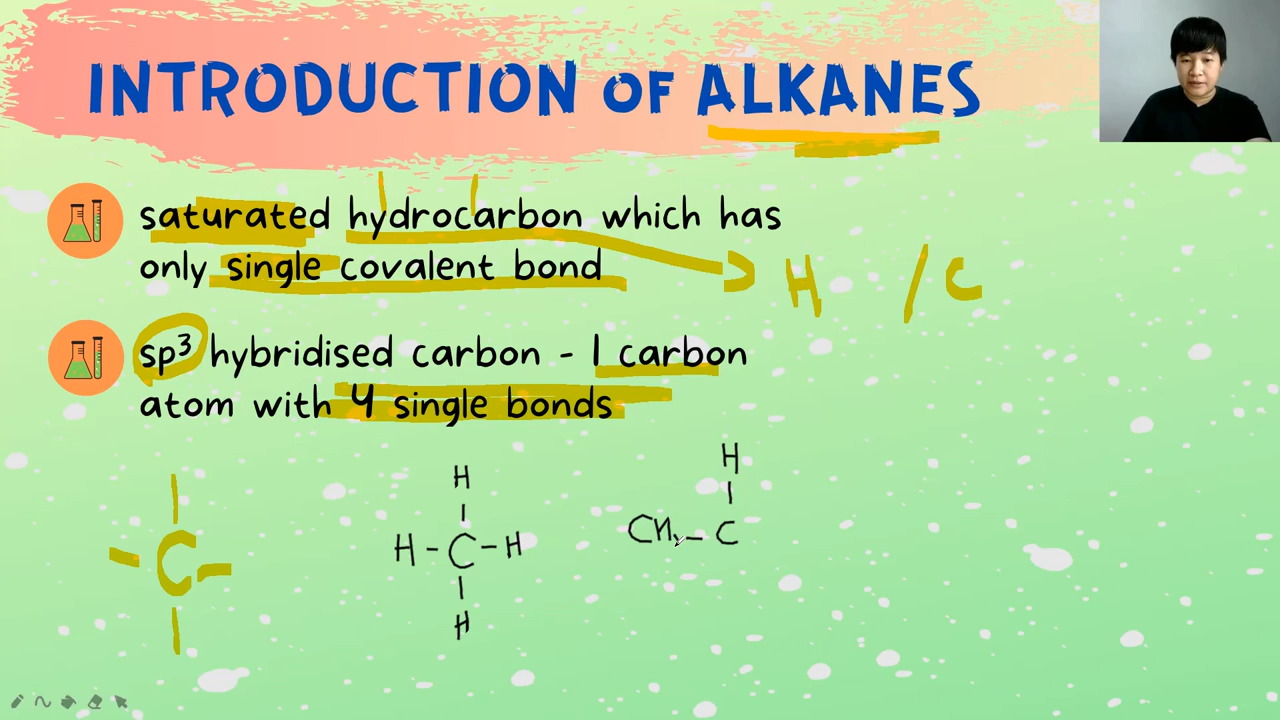 INTRODUCTION OF ALKANES
saturated hydrocarbon which has
only single covalent bond
H / C
sp³ hybridised carbon - 1 carbon
atom with 4 single bonds
C
H
H - C - H
H
H
C